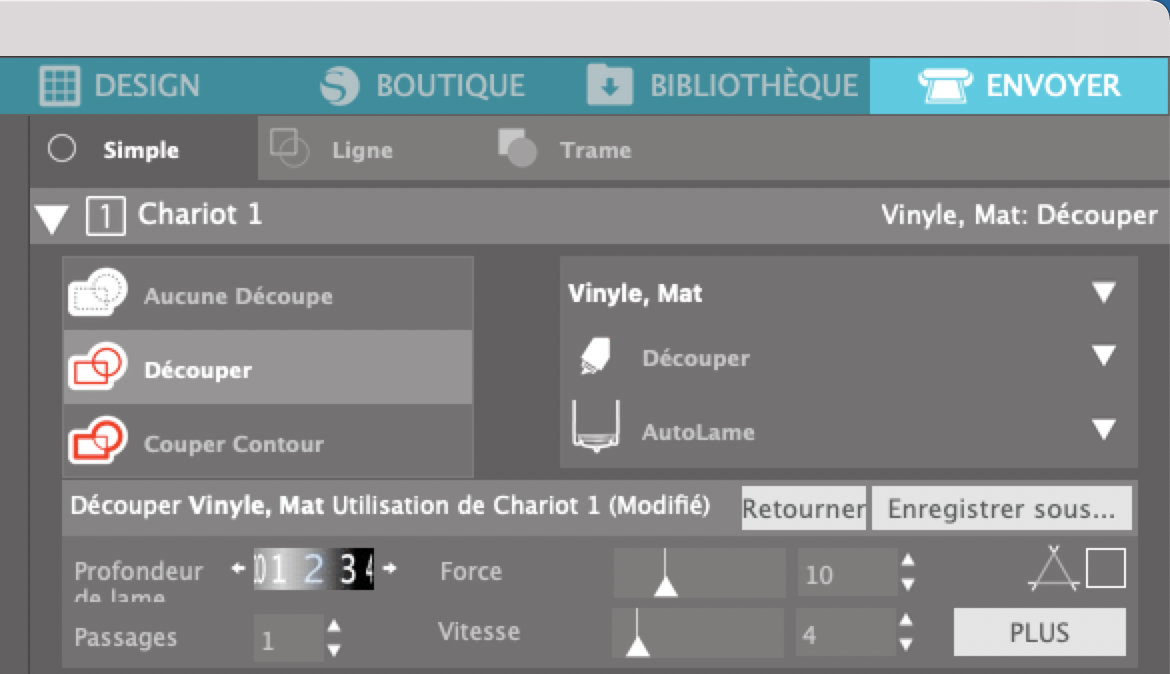 DESIGN BOUTIQUE BIBLIOTHÈQUE ENVOYER
Simple Ligne Trame
1 Chariot 1 Vinyle, Mat: Découper
Aucune Découpe
Découper
Couper Contour
Vinyle, Mat
Découper
AutoLame
Découper Vinyle, Mat Utilisation de Chariot 1 (Modifié) Retourner Enregistrer sous...
Profondeur de lame 1 2 3 Force 10
Passages 1 Vitesse 4 PLUS